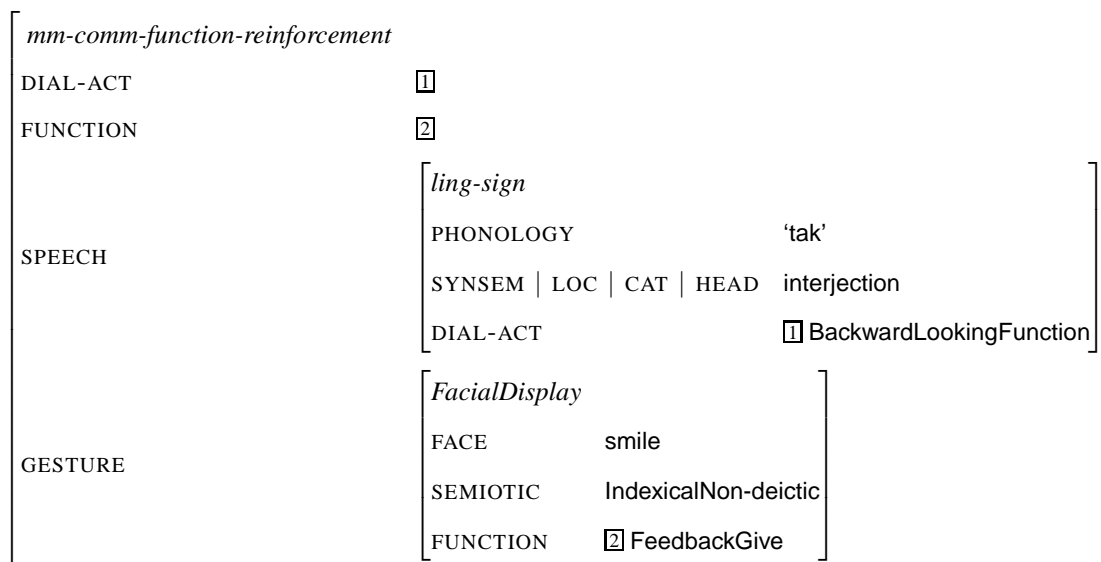 mm-comm-function-reinforcement
DIAL-ACT 1
FUNCTION 2
SPEECH
ling-sign
PHONOLOGY ‘tak’
SYNSEM | LOC | CAT | HEAD interjection
DIAL-ACT 1 BackwardLookingFunction
GESTURE
FacialDisplay
FACE smile
SEMIOTIC IndexicalNon-deictic
FUNCTION 2 FeedbackGive